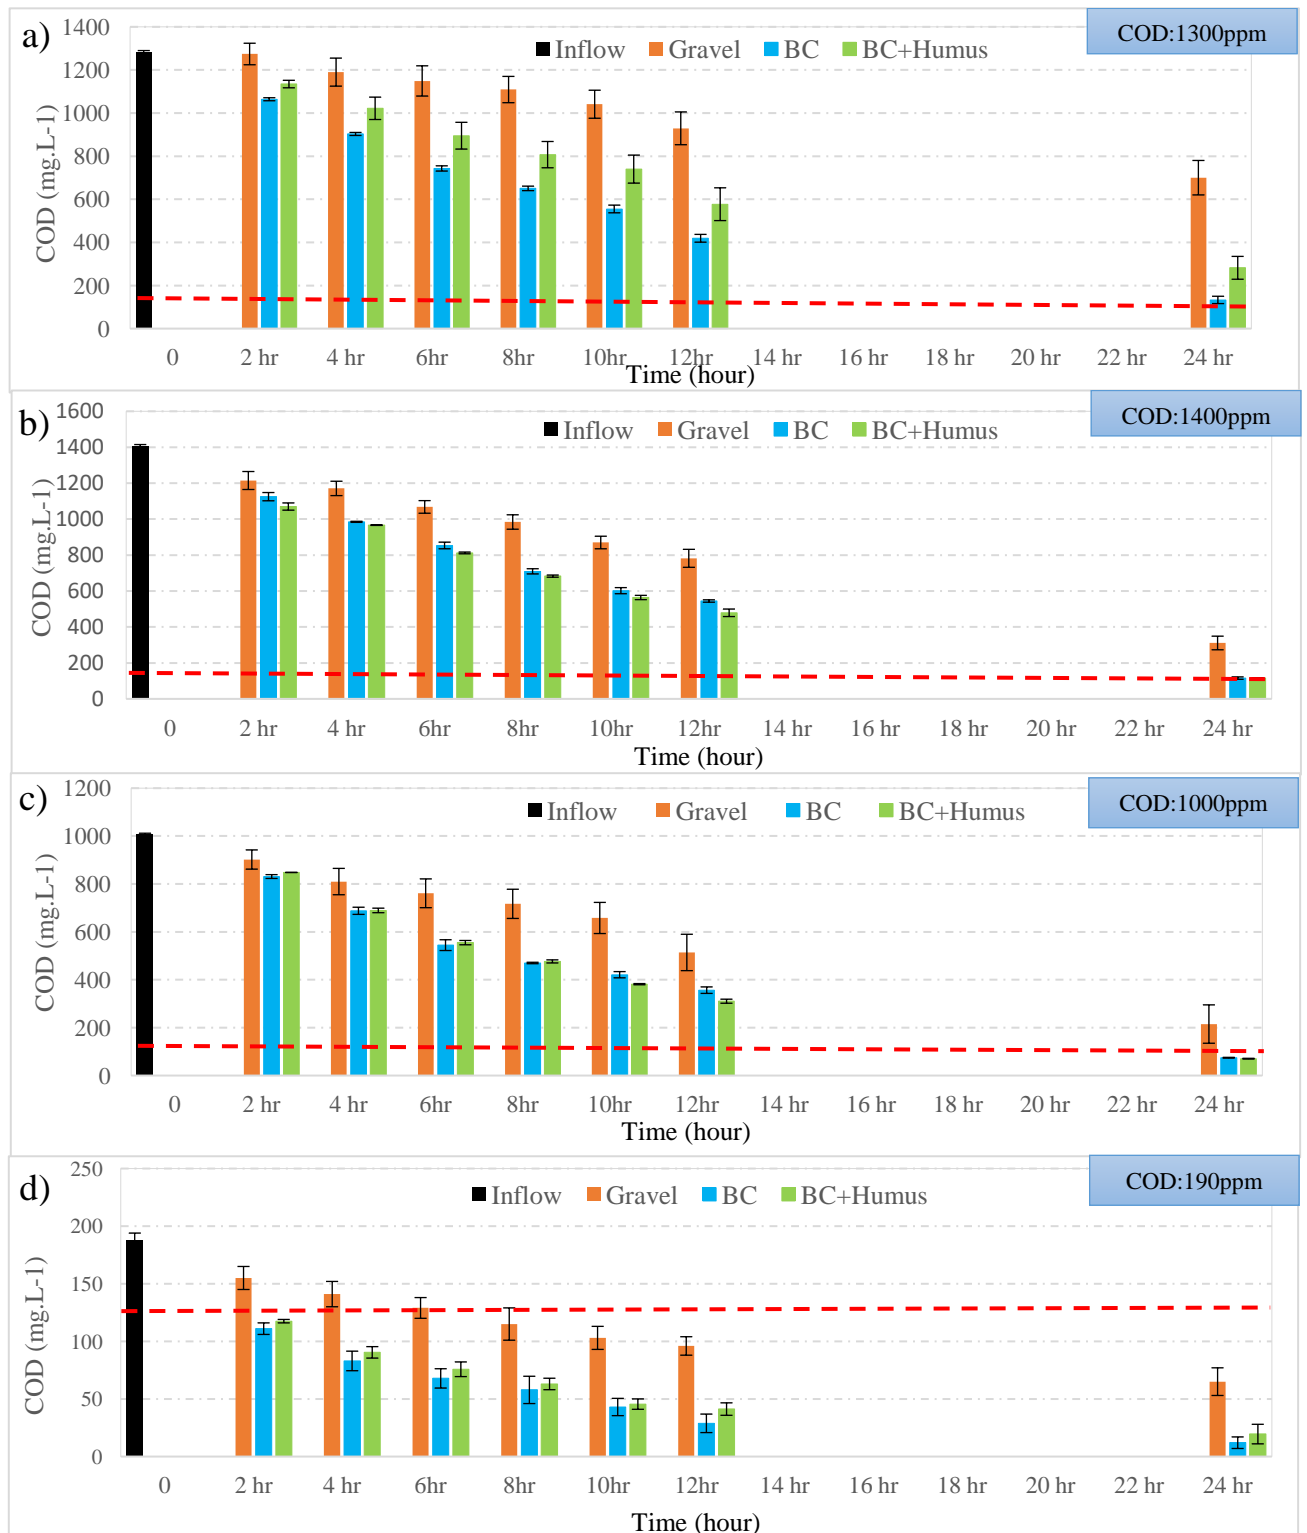 a)
COD:1300ppm
Inflow Gravel BC BC+Humus
COD (mg.L-1)
1400
1200
1000
800
600
400
200
0
0 2 hr 4 hr 6hr 8hr 10hr 12hr 14 hr 16 hr 18 hr 20 hr 22 hr 24 hr
Time (hour)
b)
COD:1400ppm
Inflow Gravel BC BC+Humus
COD (mg.L-1)
1600
1400
1200
1000
800
600
400
200
0
0 2 hr 4 hr 6hr 8hr 10hr 12hr 14 hr 16 hr 18 hr 20 hr 22 hr 24 hr
Time (hour)
c)
COD:1000ppm
Inflow Gravel BC BC+Humus
COD (mg.L-1)
1200
1000
800
600
400
200
0
0 2 hr 4 hr 6hr 8hr 10hr 12hr 14 hr 16 hr 18 hr 20 hr 22 hr 24 hr
Time (hour)
d)
COD:190ppm
Inflow Gravel BC BC+Humus
COD (mg.L-1)
250
200
150
100
50
0
0 2 hr 4 hr 6hr 8hr 10hr 12hr 14 hr 16 hr 18 hr 20 hr 22 hr 24 hr
Time (hour)